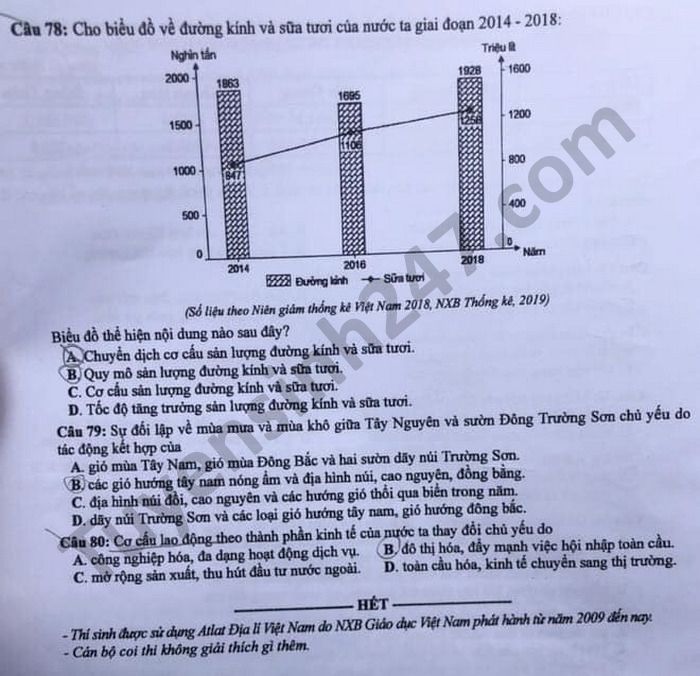 Câu 78: Cho biểu đồ về đường kính và sữa tươi của nước ta giai đoạn 2014 - 2018:
Nghìn tấn
Triệu lít
2000
1500
1000
500
0
1863
1695
1928
847
1106
1600
1200
800
400
0
2014
2016
2018
Năm
Đường kính
Sữa tươi
(Số liệu theo Niên giám thống kê Việt Nam 2018, NXB Thống kê, 2019)
Biểu đồ thể hiện nội dung nào sau đây?
A. Chuyển dịch cơ cấu sản lượng đường kính và sữa tươi.
B. Quy mô sản lượng đường kính và sữa tươi.
C. Cơ cấu sản lượng đường kính và sữa tươi.
D. Tốc độ tăng trưởng sản lượng đường kính và sữa tươi.
Câu 79: Sự đối lập về mùa mưa và mùa khô giữa Tây Nguyên và sườn Đông Trường Sơn chủ yếu do
tác động kết hợp của
A. gió mùa Tây Nam, gió mùa Đông Bắc và hai sườn dãy núi Trường Sơn.
B. các gió hướng tây nam nóng ẩm và địa hình núi, cao nguyên, đồng bằng.
C. địa hình núi đồi, cao nguyên và các hướng gió thổi qua biển trong năm.
D. dãy núi Trường Sơn và các loại gió hướng tây nam, gió hướng đông bắc.
Câu 80: Cơ cấu lao động theo thành phần kinh tế của nước ta thay đổi chủ yếu do
A. công nghiệp hóa, đa dạng hoạt động dịch vụ. B. đô thị hóa, đẩy mạnh việc hội nhập toàn cầu.
C. mở rộng sản xuất, thu hút đầu tư nước ngoài. D. toàn cầu hóa, kinh tế chuyển sang thị trường.
HẾT
- Thí sinh được sử dụng Atlat Địa lí Việt Nam do NXB Giáo dục Việt Nam phát hành từ năm 2009 đến nay.
- Cán bộ coi thi không giải thích gì thêm.
Tuyensinh247.com